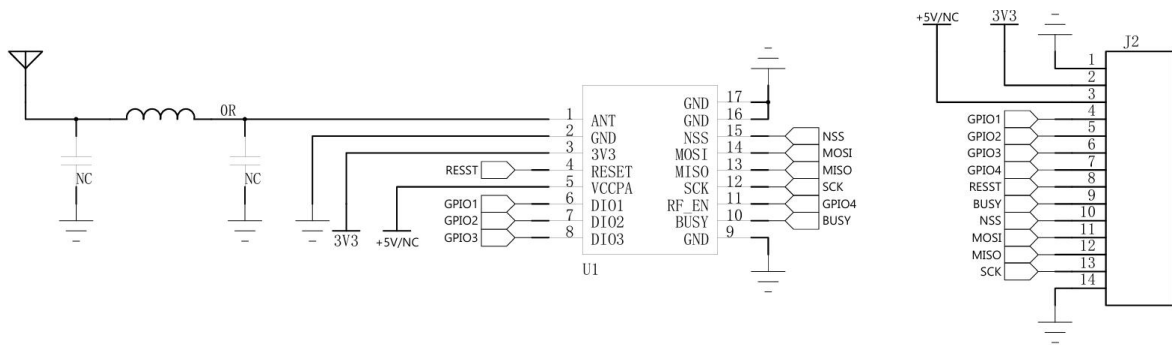 0R
NC
NC
1 ANT
2 GND
3 3V3
RESST 4 RESET
5 VCCPA
GPIO1 6 DIO1
GPIO2 7 DIO2
GPIO3 8 DIO3
3V3
+5V/NC
GND 17
GND 16
NSS 15 NSS
MOSI 14 MOSI
MISO 13 MISO
SCK 12 SCK
RF_EN 11 GPIO4
BUSY 10 BUSY
GND 9
U1
+5V/NC
3V3
J2
1
2
3
GPIO1 4
GPIO2 5
GPIO3 6
GPIO4 7
RESST 8
BUSY 9
NSS 10
MOSI 11
MISO 12
SCK 13
14